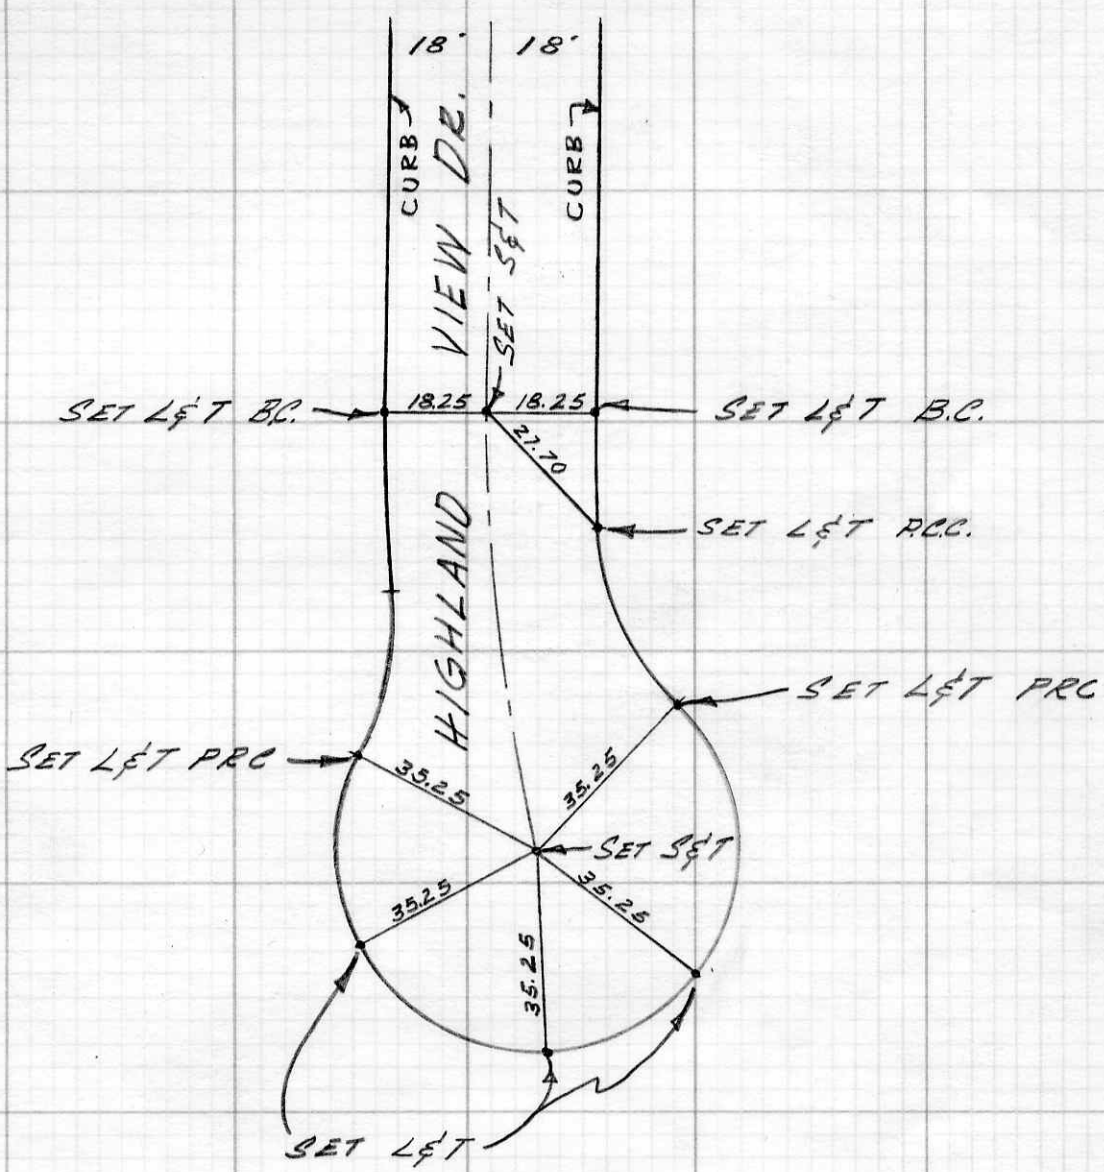 18' 18'
CURB
CURB
HIGHLAND VIEW DR.
SET S&T
SET L&T B.C. 18.25 18.25 SET L&T B.C.
27.70
SET L&T P.C.C.
SET L&T PRC
SET L&T PRC
35.25 35.25
SET S&T
35.25 35.25
35.25
SET L&T